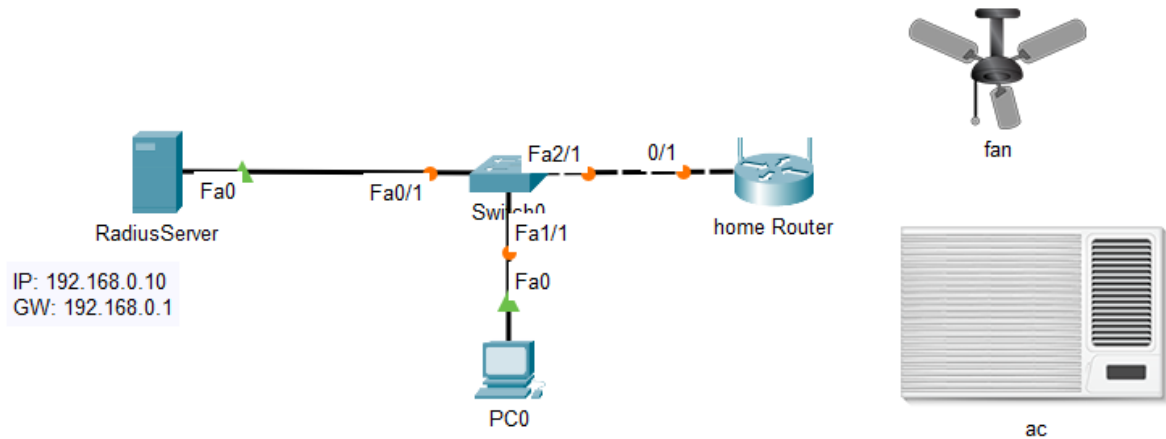 fan
Fa2/1
0/1
Fa0
Fa0/1
Switch0
RadiusServer
home Router
Fa1/1
IP: 192.168.0.10
GW: 192.168.0.1
Fa0
PC0
ac